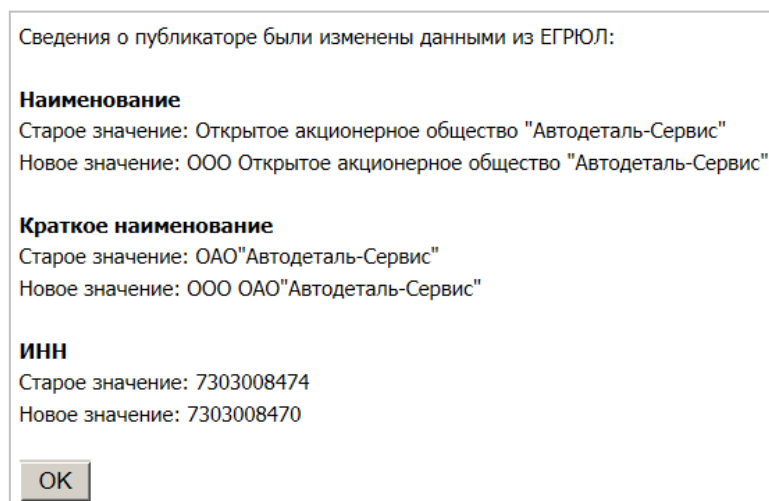 Сведения о публикаторе были изменены данными из ЕГРЮЛ:
Наименование
Старое значение: Открытое акционерное общество "Автодеталь-Сервис"
Новое значение: ООО Открытое акционерное общество "Автодеталь-Сервис"
Краткое наименование
Старое значение: ОАО"Автодеталь-Сервис"
Новое значение: ООО ОАО"Автодеталь-Сервис"
ИНН
Старое значение: 7303008474
Новое значение: 7303008470
OK